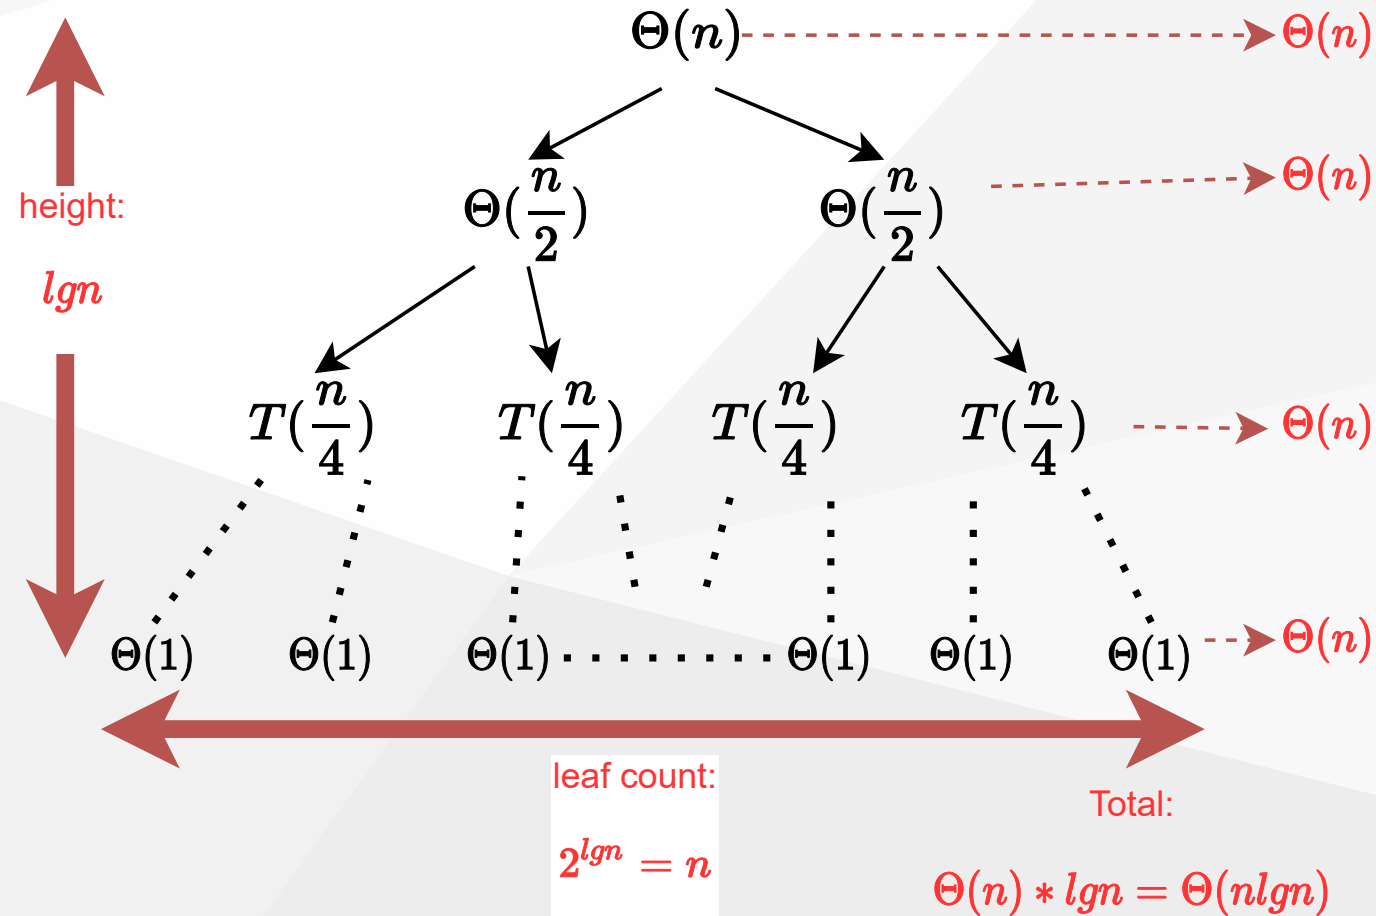 Θ(n) Θ(n)
height:
lgn
Θ(n/2) Θ(n/2) Θ(n)
T(n/4) T(n/4) T(n/4) T(n/4) Θ(n)
Θ(1) Θ(1) Θ(1) Θ(1) Θ(1) Θ(1) Θ(n)
leaf count:
2^{lgn} = n
Total:
Θ(n) * lgn = Θ(nlgn)